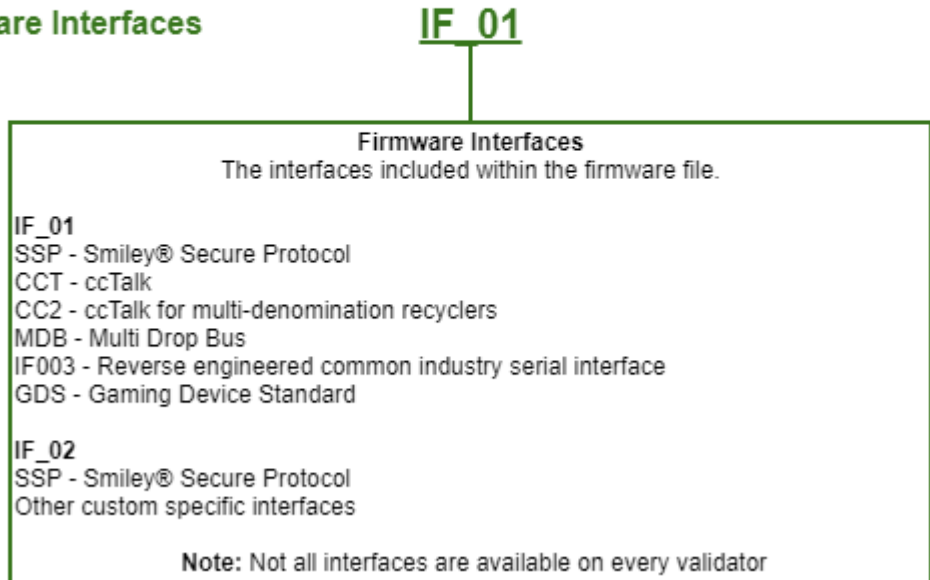 are Interfaces
IF_01
Firmware Interfaces
The interfaces included within the firmware file.
IF_01
SSP - Smiley® Secure Protocol
CCT - ccTalk
CC2 - ccTalk for multi-denomination recyclers
MDB - Multi Drop Bus
IF003 - Reverse engineered common industry serial interface
GDS - Gaming Device Standard
IF_02
SSP - Smiley® Secure Protocol
Other custom specific interfaces
Note: Not all interfaces are available on every validator